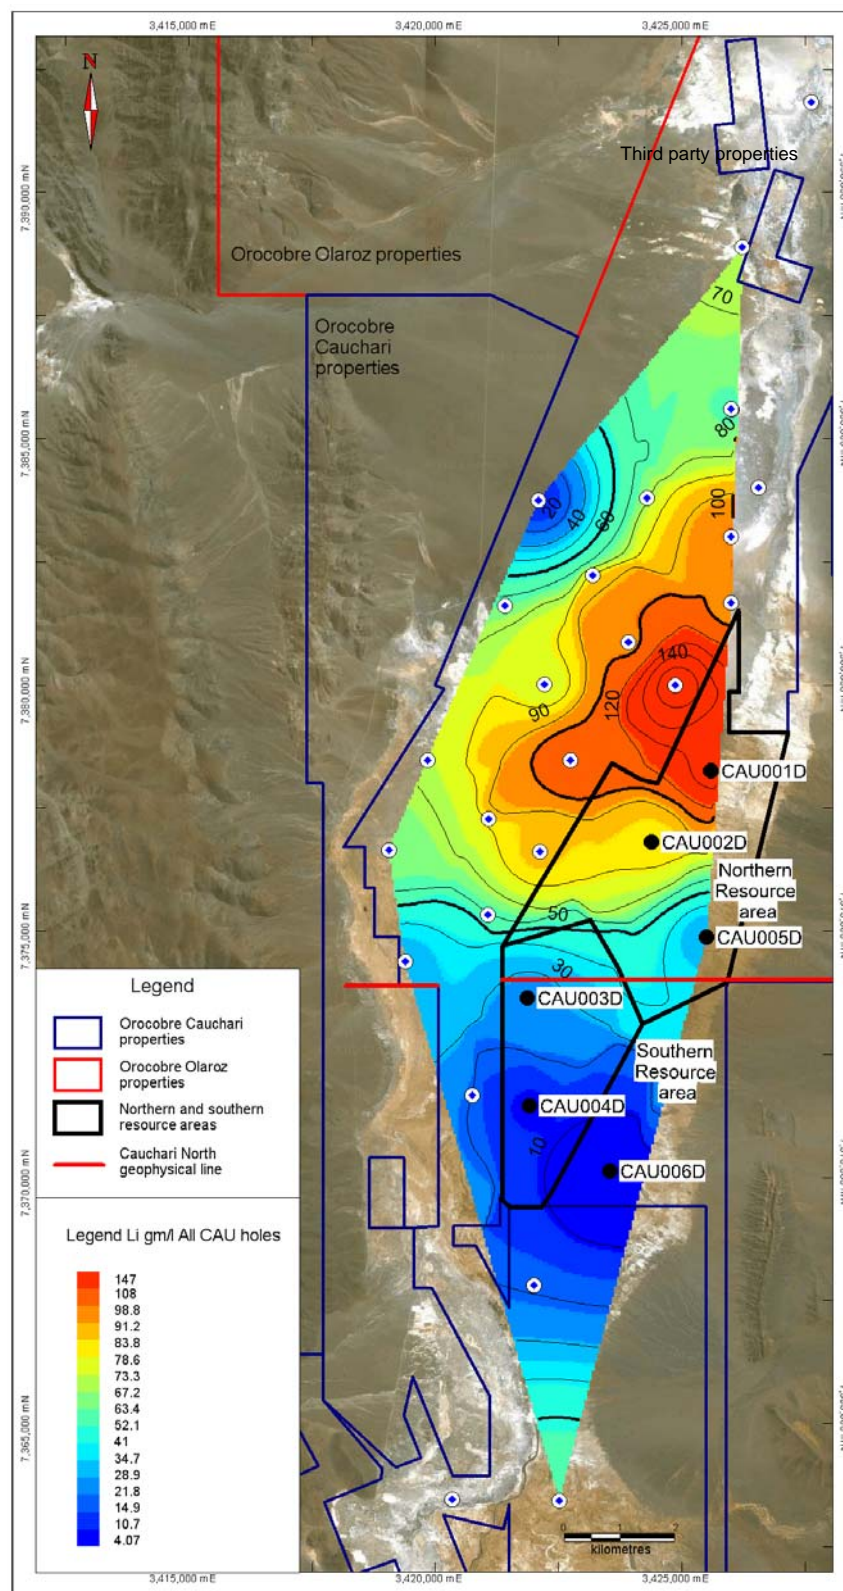 3,415,000 mE
3,420,000 mE
3,425,000 mE
N
Third party properties
7,390,000 mN
Orocobre Olaroz properties
70
Orocobre
Cauchari
properties
80
7,385,000 mN
100
20
40
60
140
7,380,000 mN
120
90
CAU001D
CAU002D
Northern
Resource
area
50
CAU005D
7,375,000 mN
30
CAU003D
Southern
Resource
area
CAU004D
10
CAU006D
7,370,000 mN
7,365,000 mN
Legend
Orocobre Cauchari
properties
Orocobre Olaroz
properties
Northern and southern
resource areas
Cauchari North
geophysical line
Legend Li gm/l All CAU holes
147
108
98.8
91.2
83.8
78.6
73.3
67.2
63.4
52.1
41
34.7
28.9
21.8
14.9
10.7
4.07
0 1 2
kilometres
3,415,000 mE
3,420,000 mE
3,425,000 mE